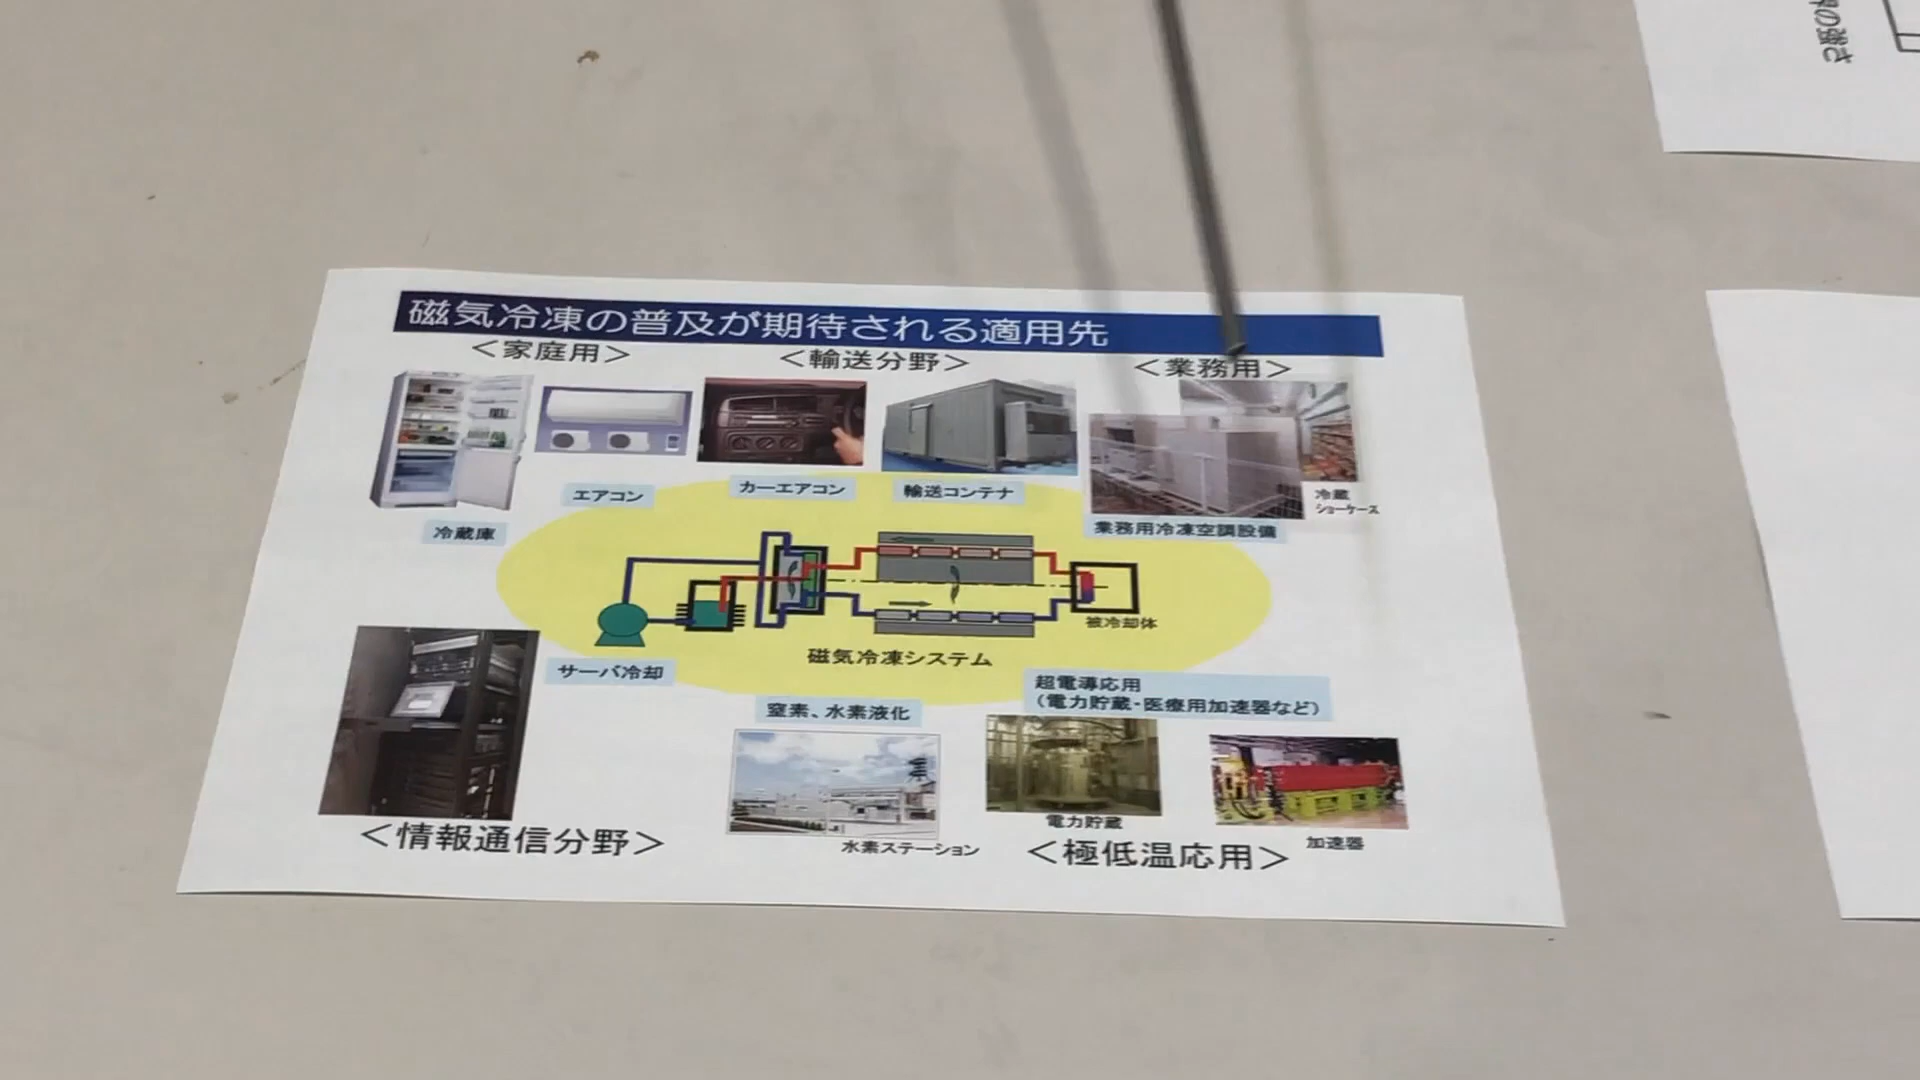 磁気冷凍の普及が期待される適用先
＜家庭用＞
＜輸送分野＞
＜業務用＞
冷蔵庫
エアコン
カーエアコン
輸送コンテナ
業務用冷凍空調設備
冷蔵
ショーケース
被冷却体
磁気冷凍システム
サーバ冷却
窒素、水素液化
超電導応用
（電力貯蔵・医療用加速器など）
＜情報通信分野＞
水素ステーション
電力貯蔵
加速器
＜極低温応用＞
の強さ